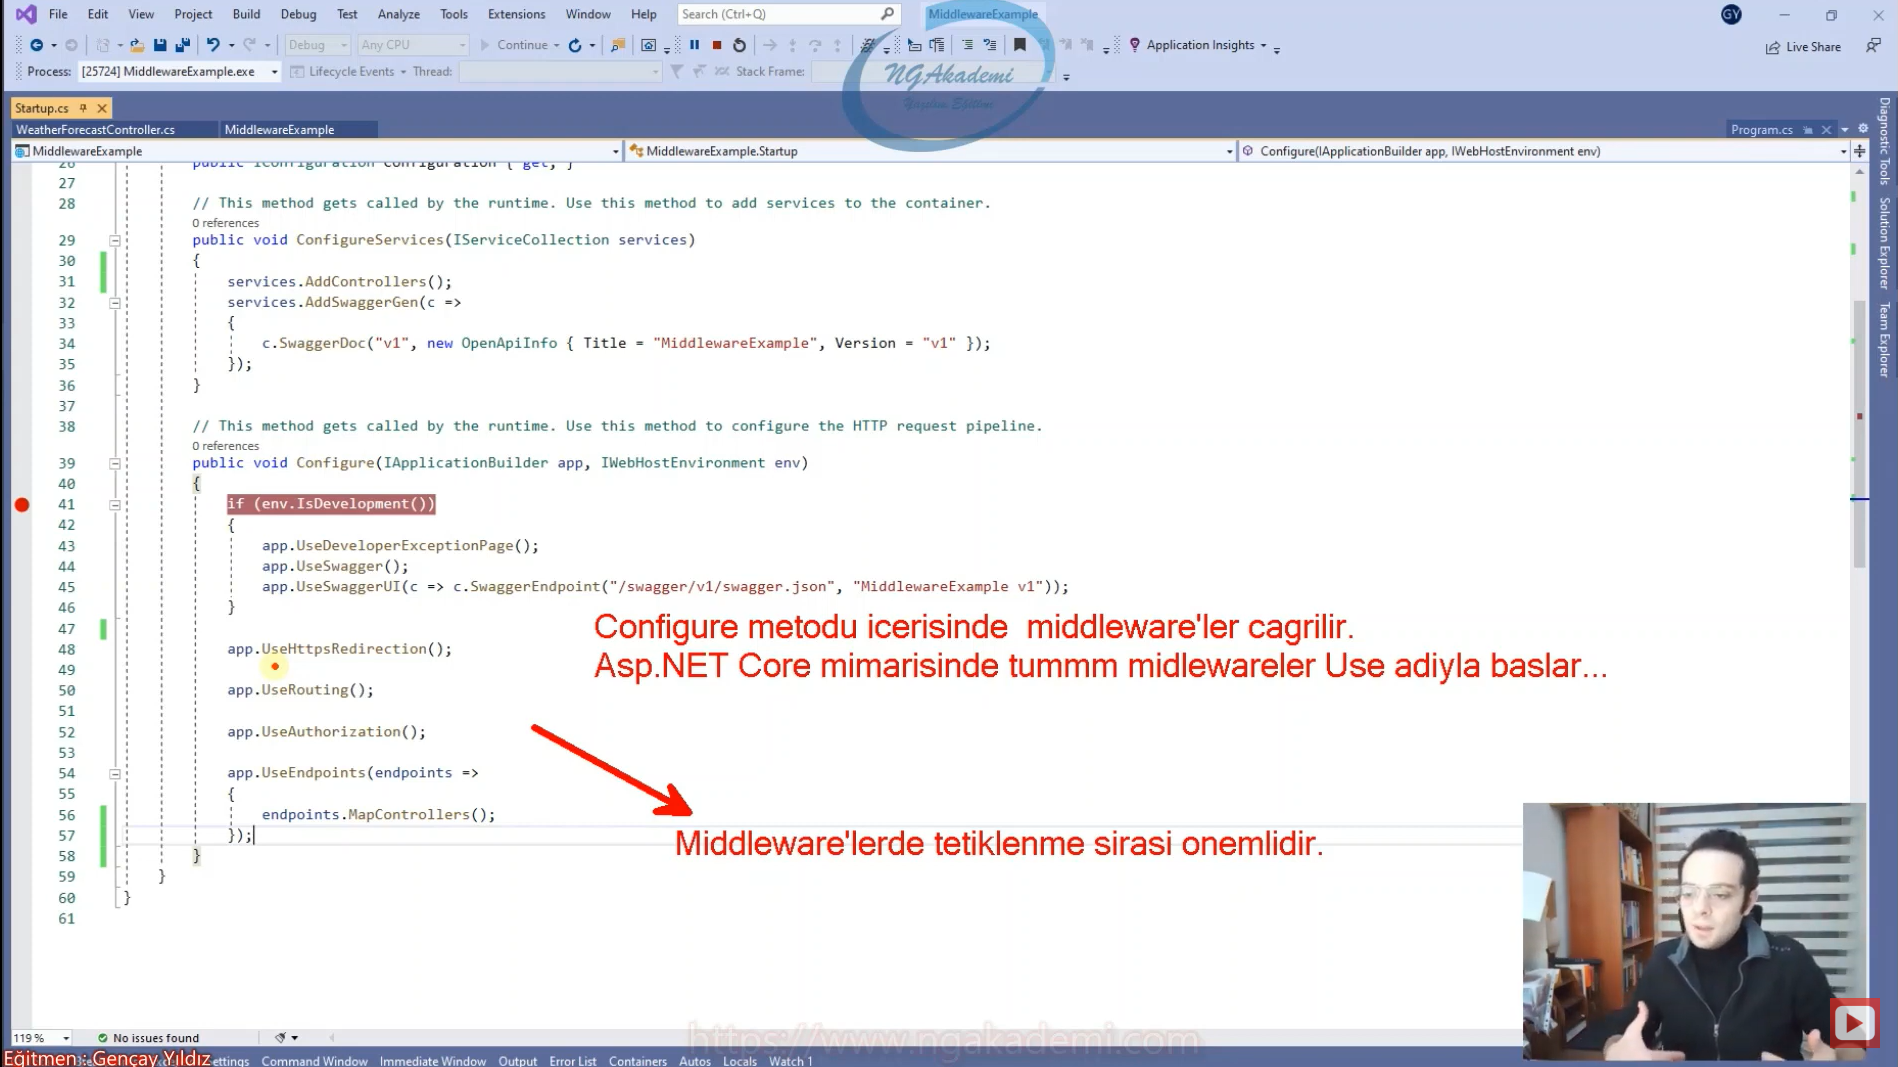 File Edit View Project Build Debug Test Analyze Tools Extensions Window Help Search (Ctrl+Q) MiddlewareExample GY
Debug Any CPU Continue Application Insights Live Share
Process: [25724] MiddlewareExample.exe Lifecycle Events Thread: Stack Frame:
NGAkademi
Yazılım Eğitimi
Startup.cs
WeatherForecastController.cs MiddlewareExample Program.cs
MiddlewareExample MiddlewareExample.Startup Configure(IApplicationBuilder app, IWebHostEnvironment env)
26 public IConfiguration Configuration { get; }
27
28 // This method gets called by the runtime. Use this method to add services to the container.
0 references
29 public void ConfigureServices(IServiceCollection services)
30 {
31 services.AddControllers();
32 services.AddSwaggerGen(c =>
33 {
34 c.SwaggerDoc("v1", new OpenApiInfo { Title = "MiddlewareExample", Version = "v1" });
35 });
36 }
37
38 // This method gets called by the runtime. Use this method to configure the HTTP request pipeline.
0 references
39 public void Configure(IApplicationBuilder app, IWebHostEnvironment env)
40 {
41 if (env.IsDevelopment())
42 {
43 app.UseDeveloperExceptionPage();
44 app.UseSwagger();
45 app.UseSwaggerUI(c => c.SwaggerEndpoint("/swagger/v1/swagger.json", "MiddlewareExample v1"));
46 }
47
48 app.UseHttpsRedirection();
49
50 app.UseRouting();
51
52 app.UseAuthorization();
53
54 app.UseEndpoints(endpoints =>
55 {
56 endpoints.MapControllers();
57 });
58 }
59 }
60 }
61
Configure metodu icerisinde middleware'ler cagrilir.
Asp.NET Core mimarisinde tummm midlewareler Use adiyla baslar...
Middleware'lerde tetiklenme sirasi onemlidir.
Diagnostic Tools
Solution Explorer
Team Explorer
119 % No issues found
https://www.ngakademi.com
Eğitmen : Gençay Yıldız
Command Window Immediate Window Output Error List Containers Autos Locals Watch 1